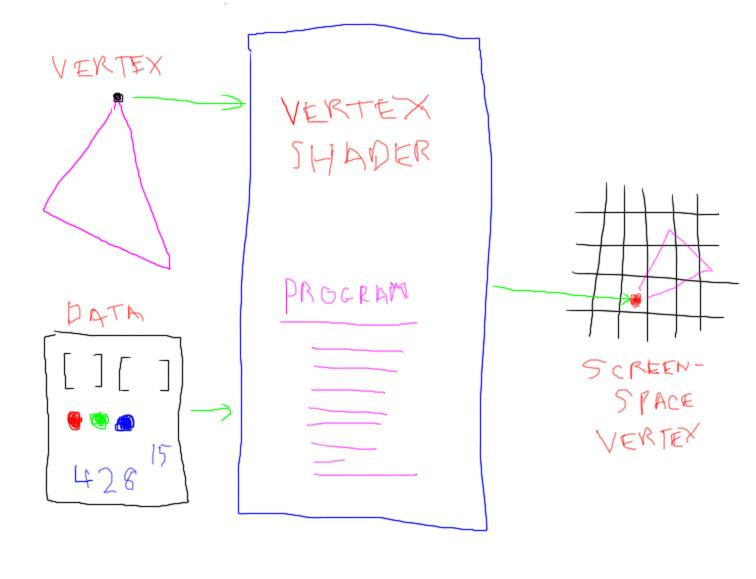 VERTEX
VERTEX
SHADER
PROGRAM
DATA
[ ] [ ]
15
428
SCREEN-
SPACE
VERTEX